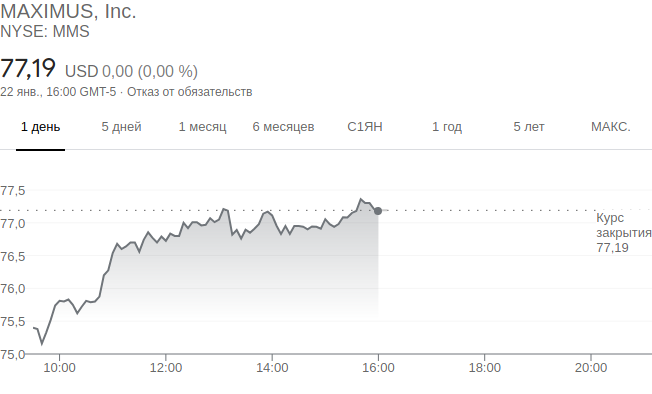 MAXIMUS, Inc.
NYSE: MMS
77,19 USD 0,00 (0,00 %)
22 янв., 16:00 GMT-5 · Отказ от обязательств
1 день 5 дней 1 месяц 6 месяцев С1ЯН 1 год 5 лет МАКС.
77,5
77,0
76,5
76,0
75,5
75,0
Курс
закрытия
77,19
10:00 12:00 14:00 16:00 18:00 20:00